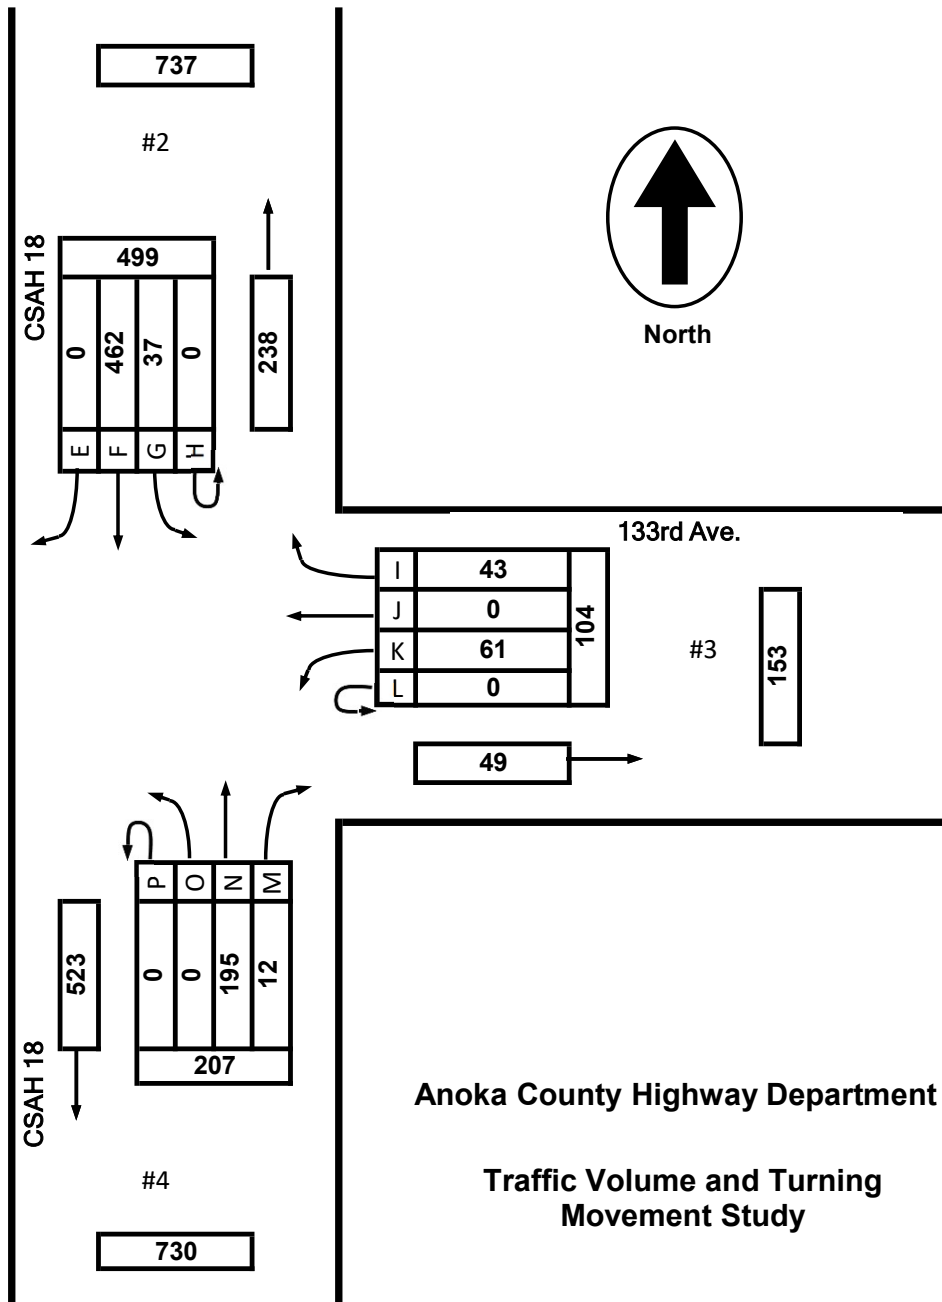 737
#2
CSAH 18
499
0
462
37
0
E
F
G
H
238
North
133rd Ave.
I
43
J
0
K
61
L
0
104
#3
153
49
P
O
N
M
0
0
195
12
207
523
CSAH 18
#4
730
Anoka County Highway Department
Traffic Volume and Turning
Movement Study